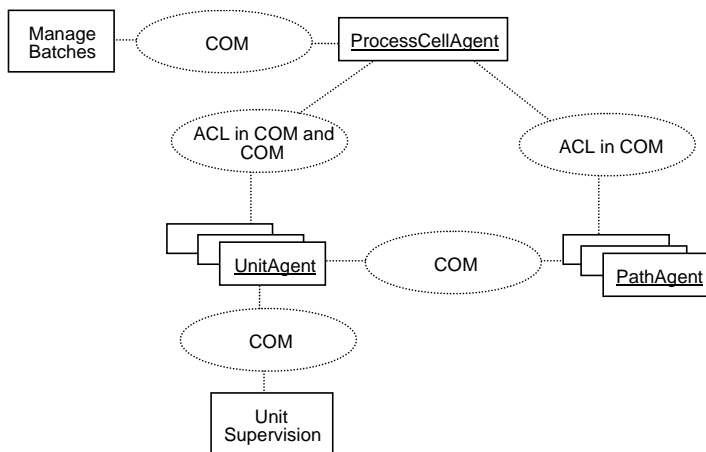 Manage
Batches
COM
ProcessCellAgent
ACL in COM and
COM
ACL in COM
UnitAgent
COM
PathAgent
COM
Unit
Supervision